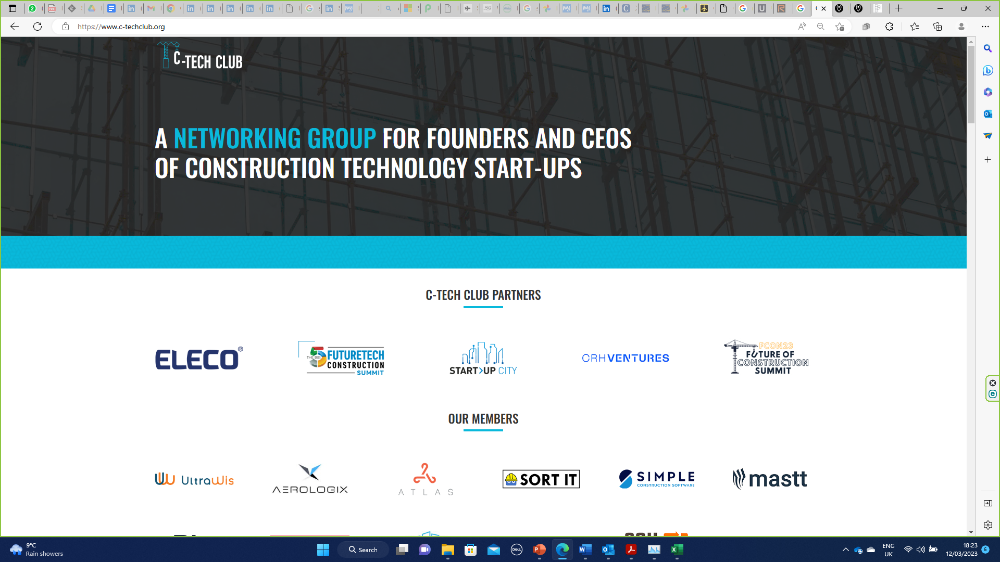 https://www.c-techclub.org
C-TECH CLUB
A NETWORKING GROUP FOR FOUNDERS AND CEOS
OF CONSTRUCTION TECHNOLOGY START-UPS
C-TECH CLUB PARTNERS
ELECO®
THE BIG 5 FUTURETECH
CONSTRUCTION
SUMMIT
START>UP CITY
CRHVENTURES
FCON23
FUTURE OF
CONSTRUCTION
SUMMIT
OUR MEMBERS
UltraWis
AEROLOGIX
ATLAS
SORT IT
SIMPLE
CONSTRUCTION SOFTWARE
mastt
9°C
Rain showers
Search
DELL
ENG
UK
18:23
12/03/2023
6